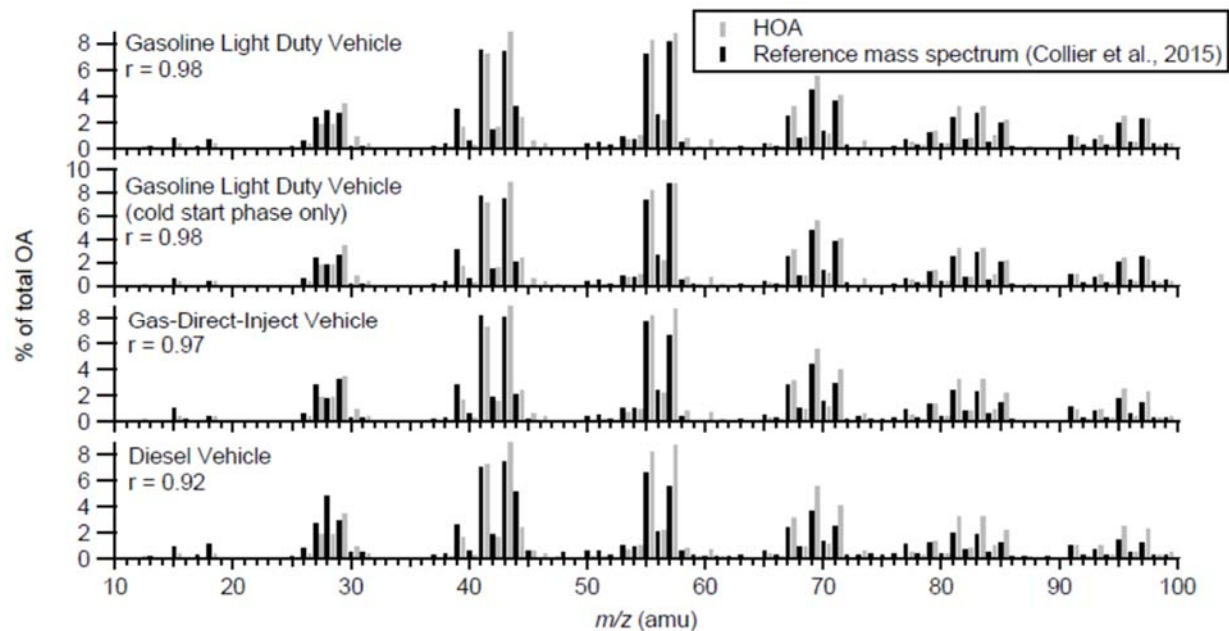 HOA
Reference mass spectrum (Collier et al., 2015)
Gasoline Light Duty Vehicle
r = 0.98
8
6
4
2
0
Gasoline Light Duty Vehicle
(cold start phase only)
r = 0.98
10
8
6
4
2
0
Gas-Direct-Inject Vehicle
r = 0.97
8
6
4
2
0
Diesel Vehicle
r = 0.92
8
6
4
2
0
% of total OA
10 20 30 40 50 60 70 80 90 100
m/z (amu)